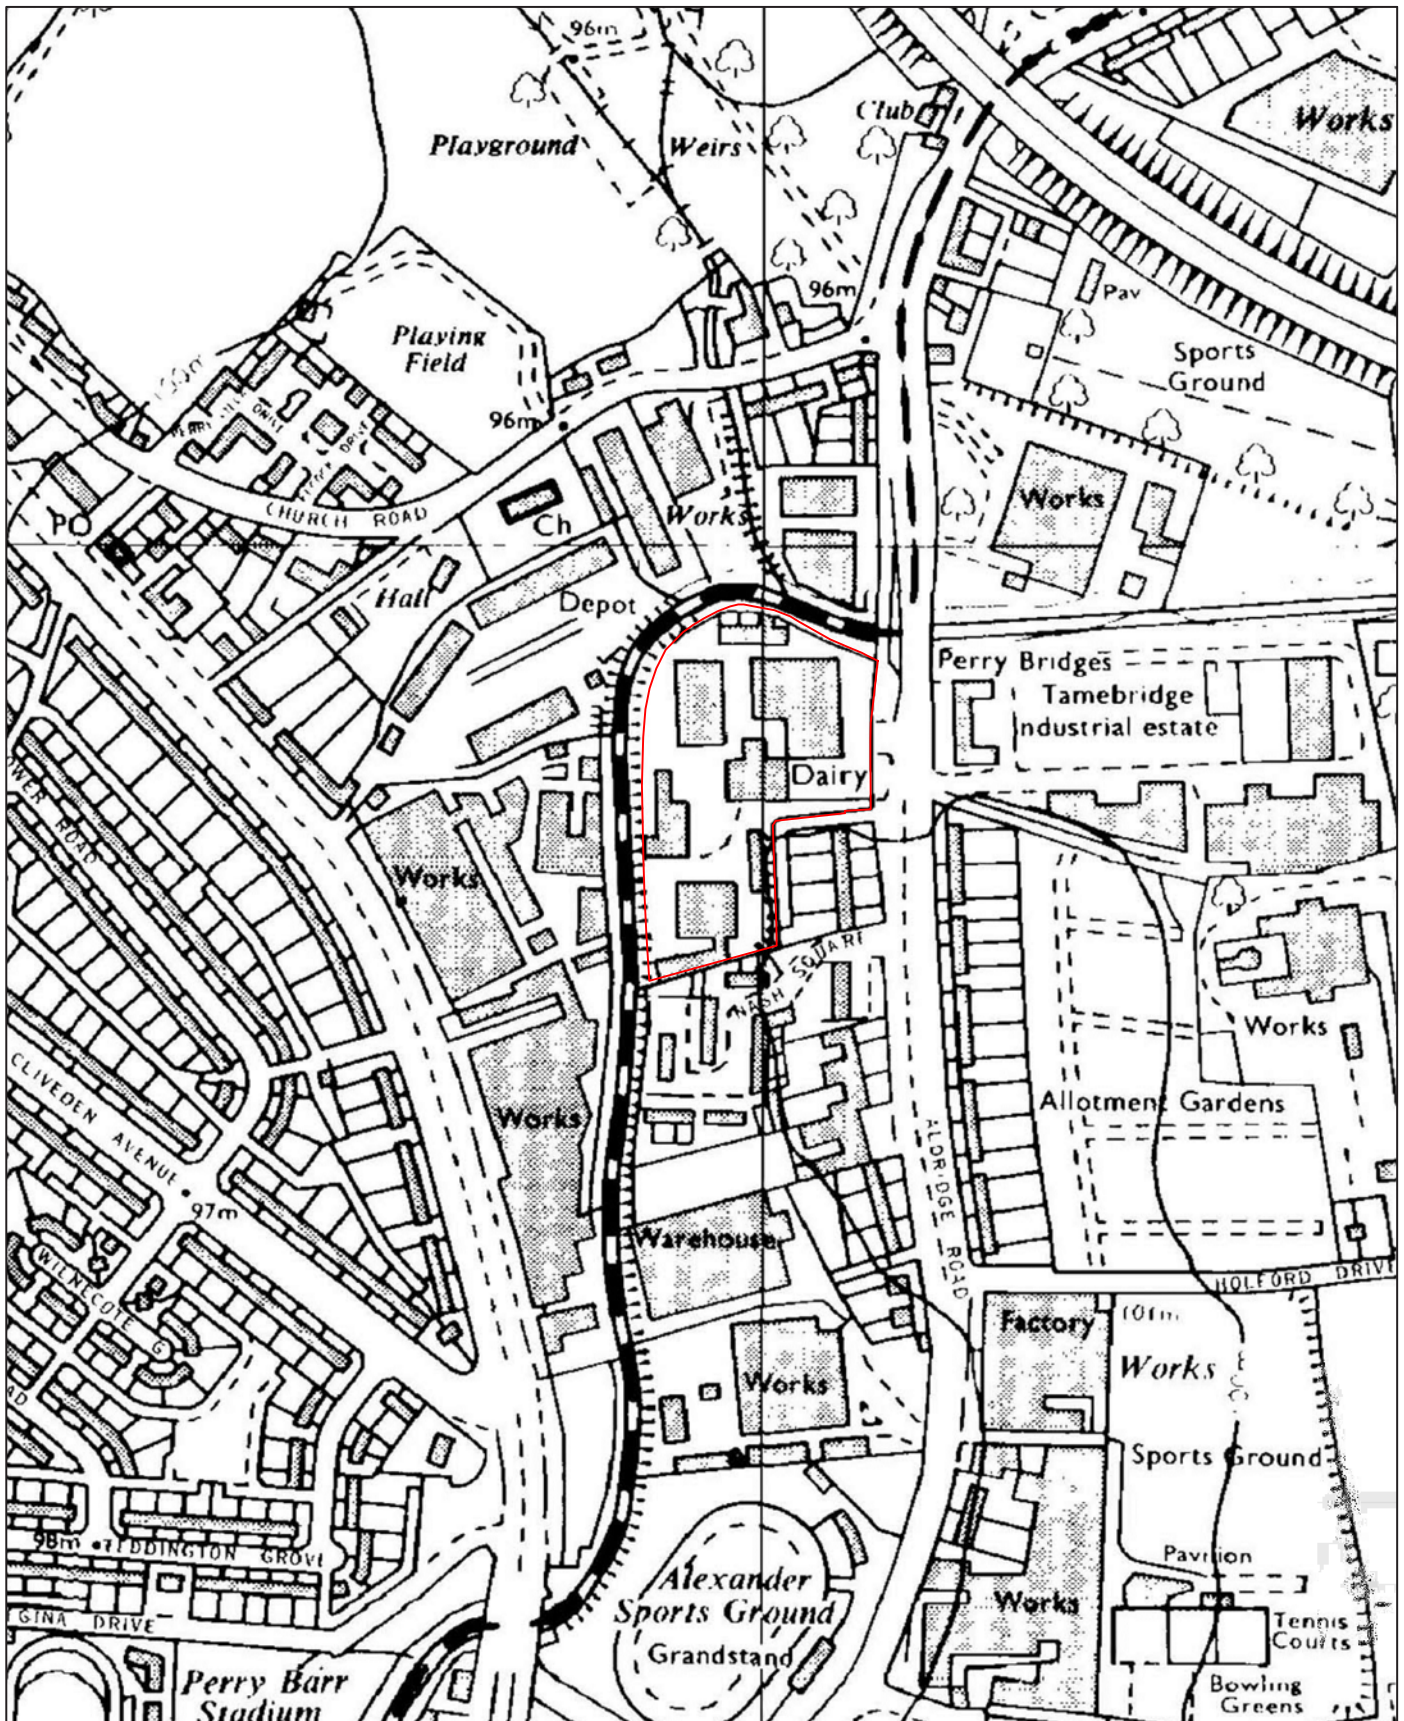 96m
Club
Works
Playground
Weirs
96m
Pav
Playing
Field
Sports
Ground
96m
DRIVE
CHURCH ROAD
Works
Works
PO
Ch
Hall
Depot
Perry Bridges
Tamebridge
ndustrial estate
Dairy
ROAD
Works
NASH SQUARE
Works
CLIVEDEN AVENUE
Works
Allotment Gardens
97m
ALDRIDGE ROAD
WILNECOTE
G
Warehouse
HOLFORD DRIVE
Factory
101m
Works
Works
Sports Ground
98m
TEDDINGTON GROVE
Pavilion
Alexander
Sports Ground
Works
GINA DRIVE
Tennis
Courts
Grandstand
Perry Barr
Stadium
Bowling
Greens